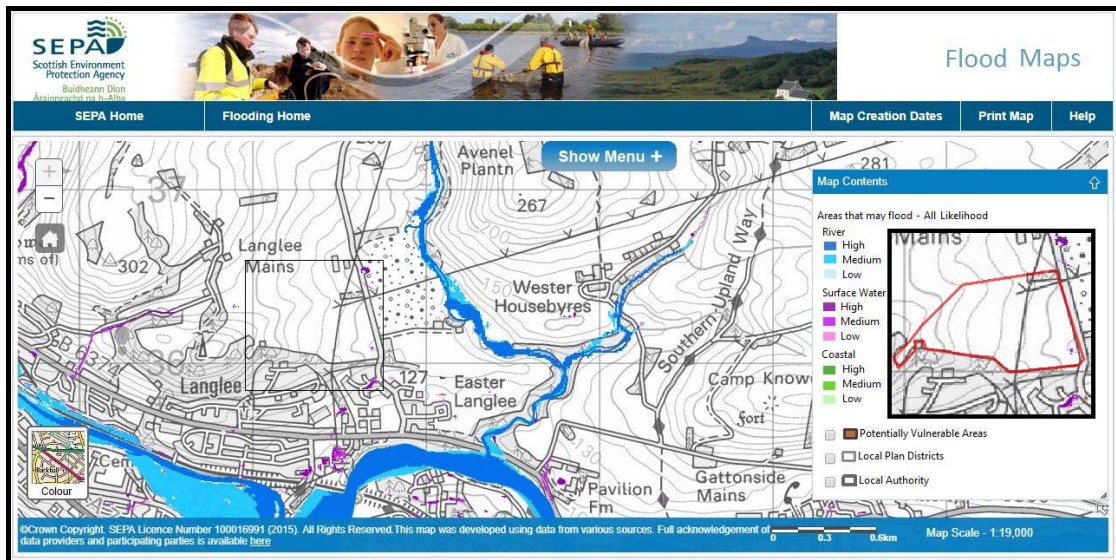 SEPA
Scottish Environment
Protection Agency
Buidheann Dìon
Àrainneachd na h-Alba
Flood Maps
SEPA Home
Flooding Home
Map Creation Dates
Print Map
Help
Show Menu +
Avenel
Plantn
281
267
37
Langlee
Mains
302
150
Wester
Housebyres
Southern Upland Way
B 6374
36
Langlee
127
Easter
Langlee
Camp Know
fort
Cem
Gattonside
Mains
Pavilion
Fm
Colour
Map Contents
Areas that may flood - All Likelihood
River
High
Medium
Low
Surface Water
High
Medium
Low
Coastal
High
Medium
Low
Mains
Potentially Vulnerable Areas
Local Plan Districts
Local Authority
©Crown Copyright. SEPA Licence Number 100016991 (2015). All Rights Reserved.This map was developed using data from various sources. Full acknowledgement of
data providers and participating parties is available here
0 0.3 0.6km
Map Scale - 1:19,000